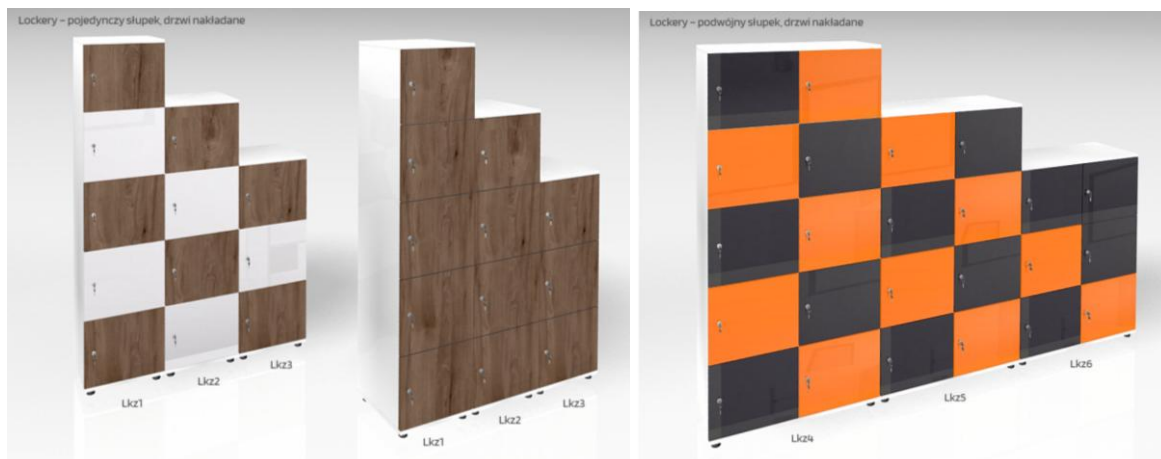 Lockery – pojedynczy słupek, drzwi nakładane
Lkz1
Lkz2
Lkz3
Lkz1
Lkz2
Lkz3
Lockery – podwójny słupek, drzwi nakładane
Lkz4
Lkz5
Lkz6